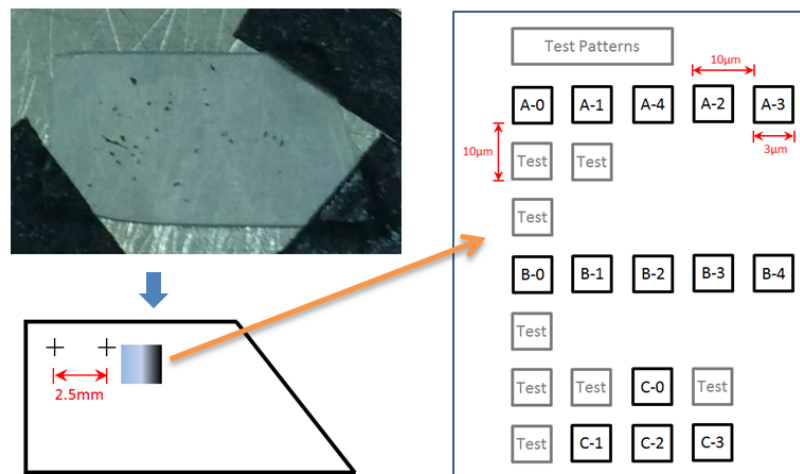 Test Patterns
10µm
A-0 A-1 A-4 A-2 A-3
10µm
Test Test
3µm
Test
B-0 B-1 B-2 B-3 B-4
Test
2.5mm
Test Test C-0 Test
Test C-1 C-2 C-3